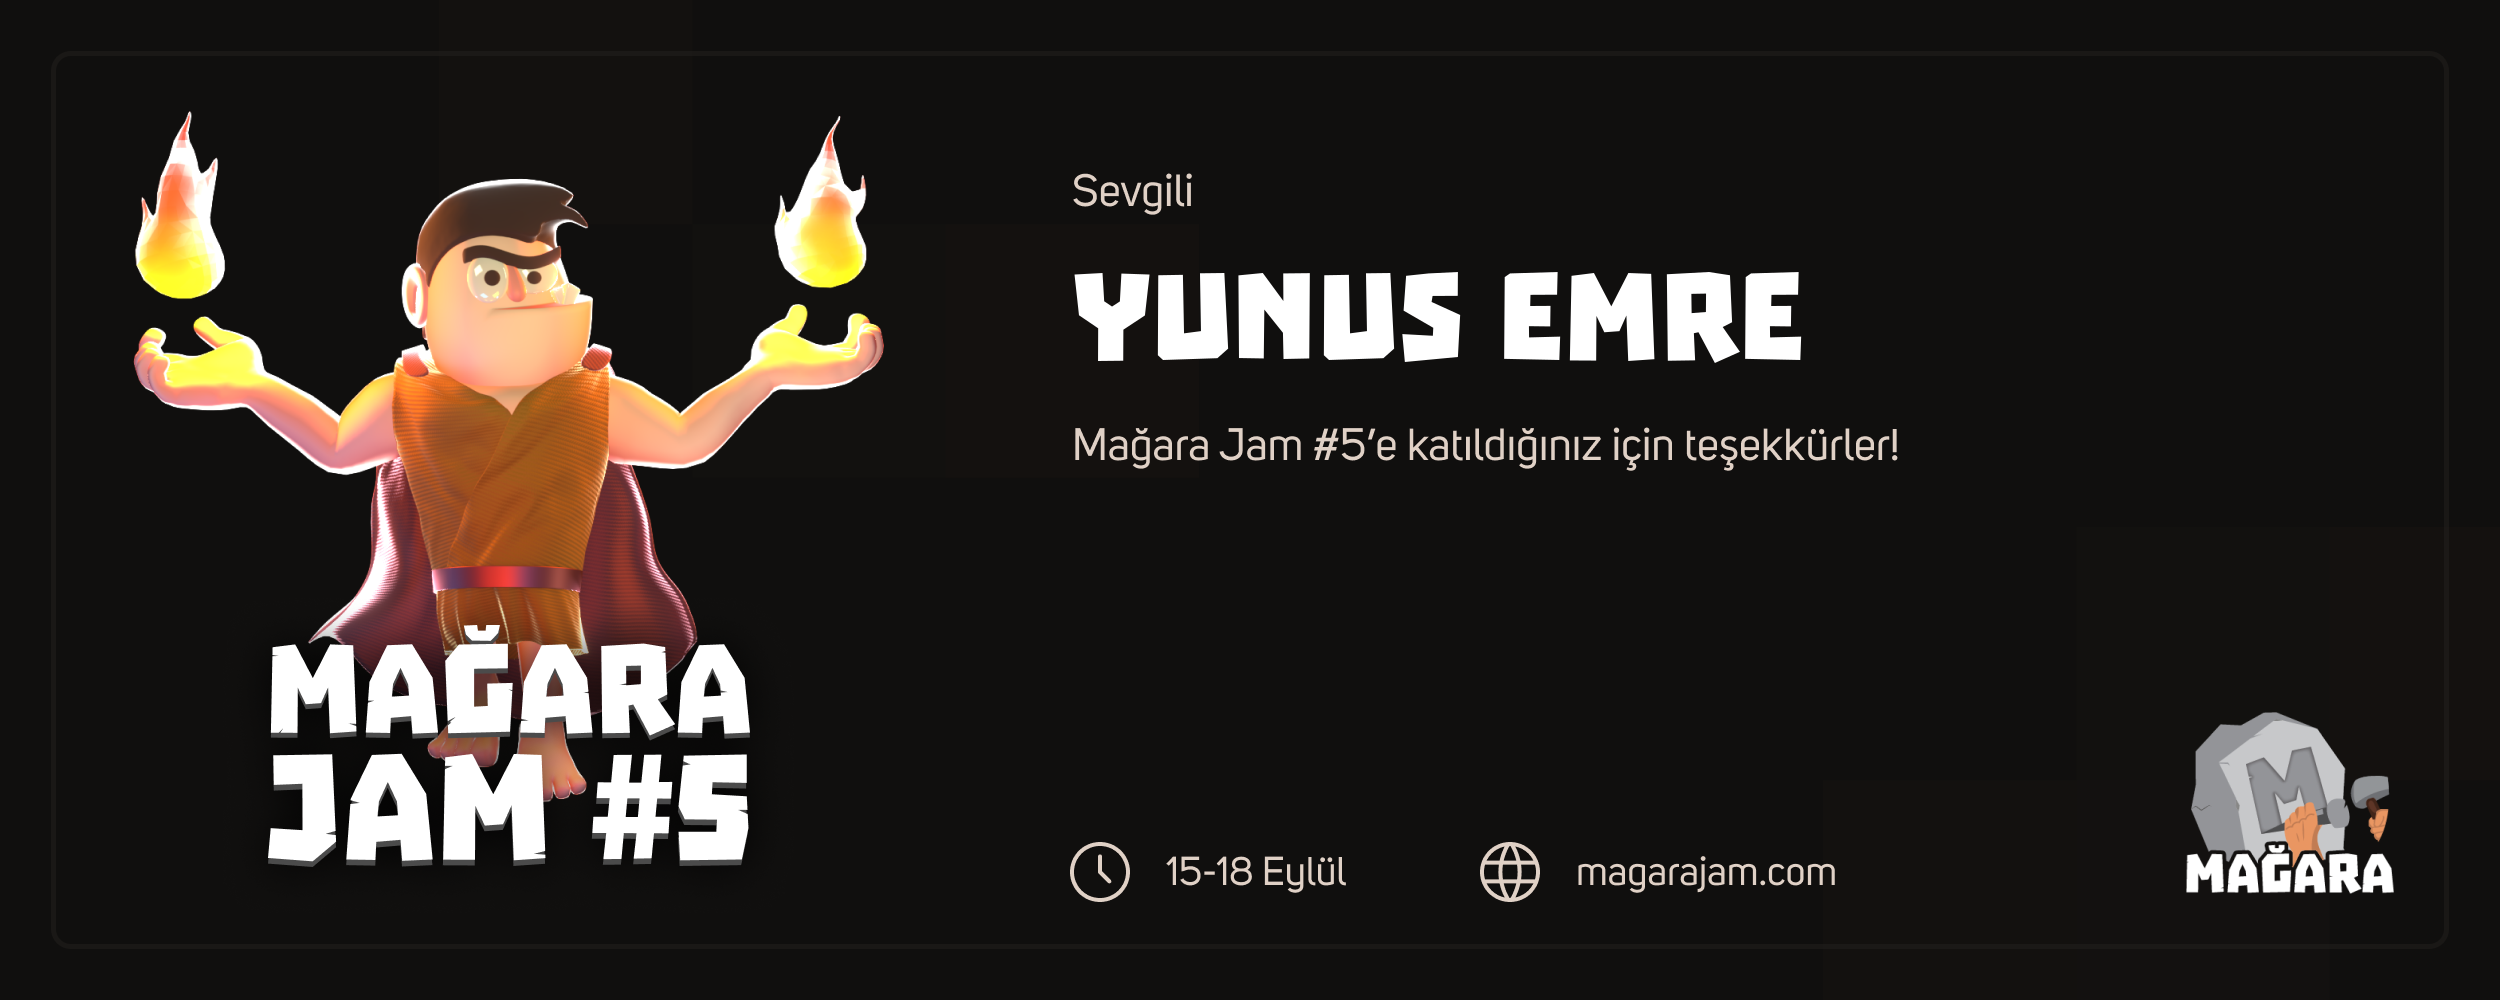 Sevgili
YUNUS EMRE
Mağara Jam #5'e katıldığınız için teşekkürler!
MAĞARA
JAM #5
15-18 Eylül
magarajam.com
M
MAĞARA